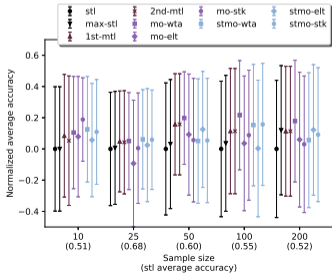 stl 2nd-mtl mo-stk stmo-elt
max-stl mo-wta stmo-wta stmo-stk
1st-mtl mo-elt
Normalized average accuracy
0.6
0.4
0.2
0.0
−0.2
−0.4
10 25 50 100 200
(0.51) (0.68) (0.60) (0.55) (0.52)
Sample size
(stl average accuracy)